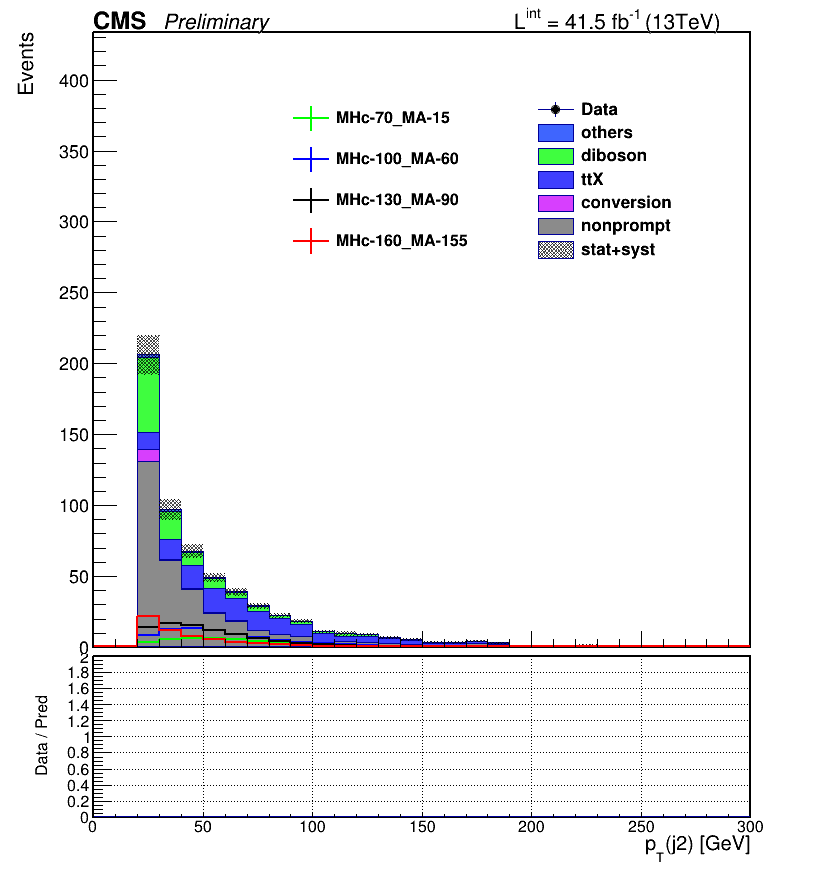 CMS Preliminary
L^int = 41.5 fb^-1 (13TeV)
Events
400
350
300
250
200
150
100
50
0
MHc-70_MA-15
MHc-100_MA-60
MHc-130_MA-90
MHc-160_MA-155
Data
others
diboson
ttX
conversion
nonprompt
stat+syst
Data / Pred
2
1.8
1.6
1.4
1.2
1
0.8
0.6
0.4
0.2
0
0 50 100 150 200 250 300
p_T(j2) [GeV]